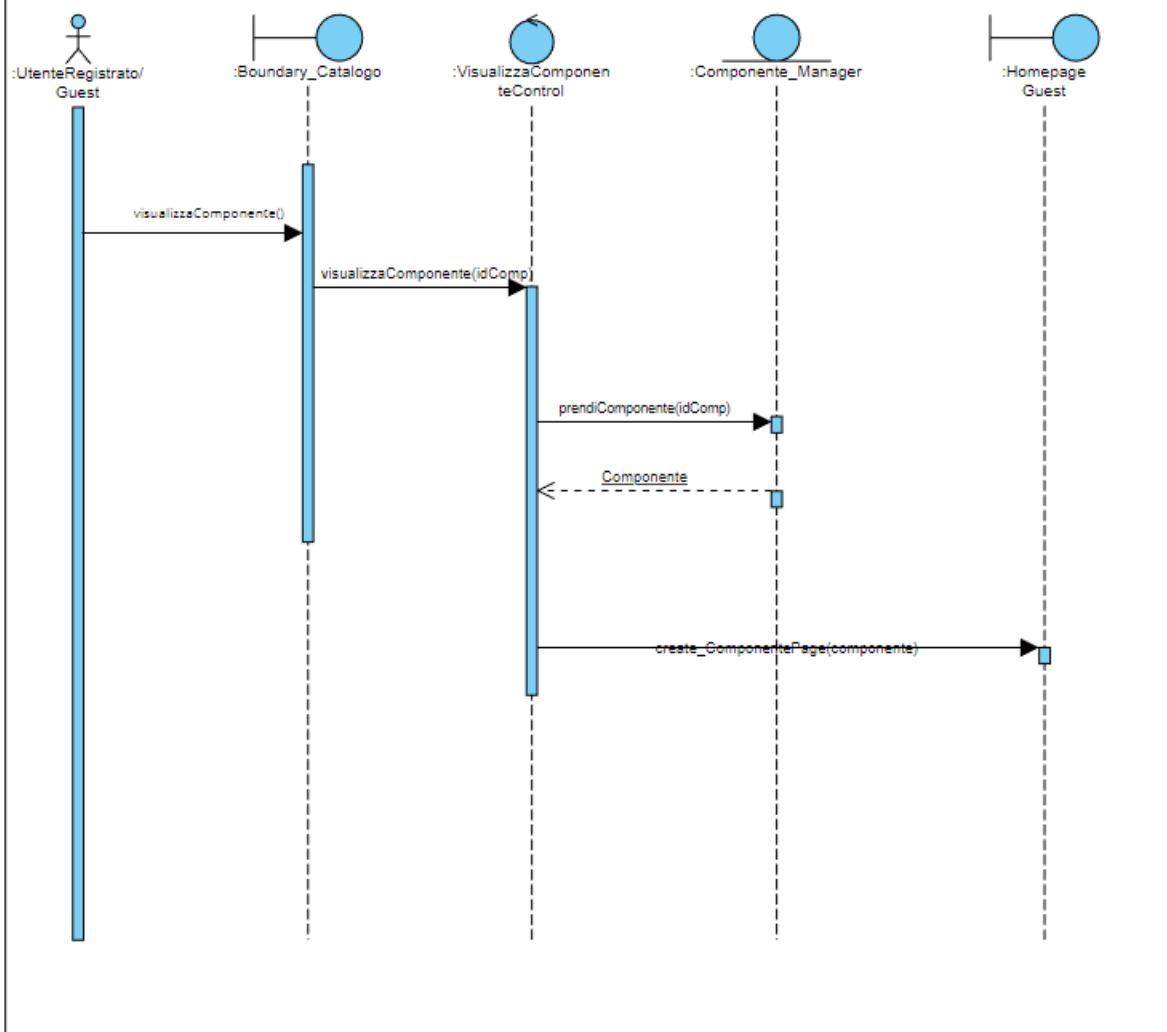 :UtenteRegistrato/
Guest
:Boundary_Catalogo
:VisualizzaComponen
teControl
:Componente_Manager
:Homepage
Guest
visualizzaComponente()
visualizzaComponente(idComp)
prendiComponente(idComp)
Componente
create_ComponentePage(componente)